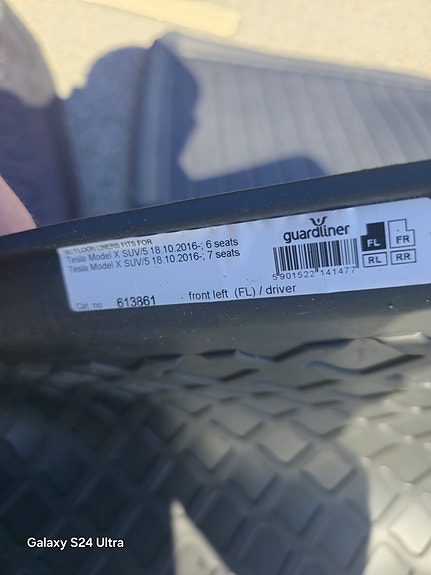 3D FLOOR LINERS FITS FOR
Tesla Model X SUV/5 18.10.2016-; 6 seats
Tesla Model X SUV/5 18.10.2016-; 7 seats
Cat. no. 613861 front left (FL) / driver
guardliner
5901522 141477
FL FR
RL RR
Galaxy S24 Ultra